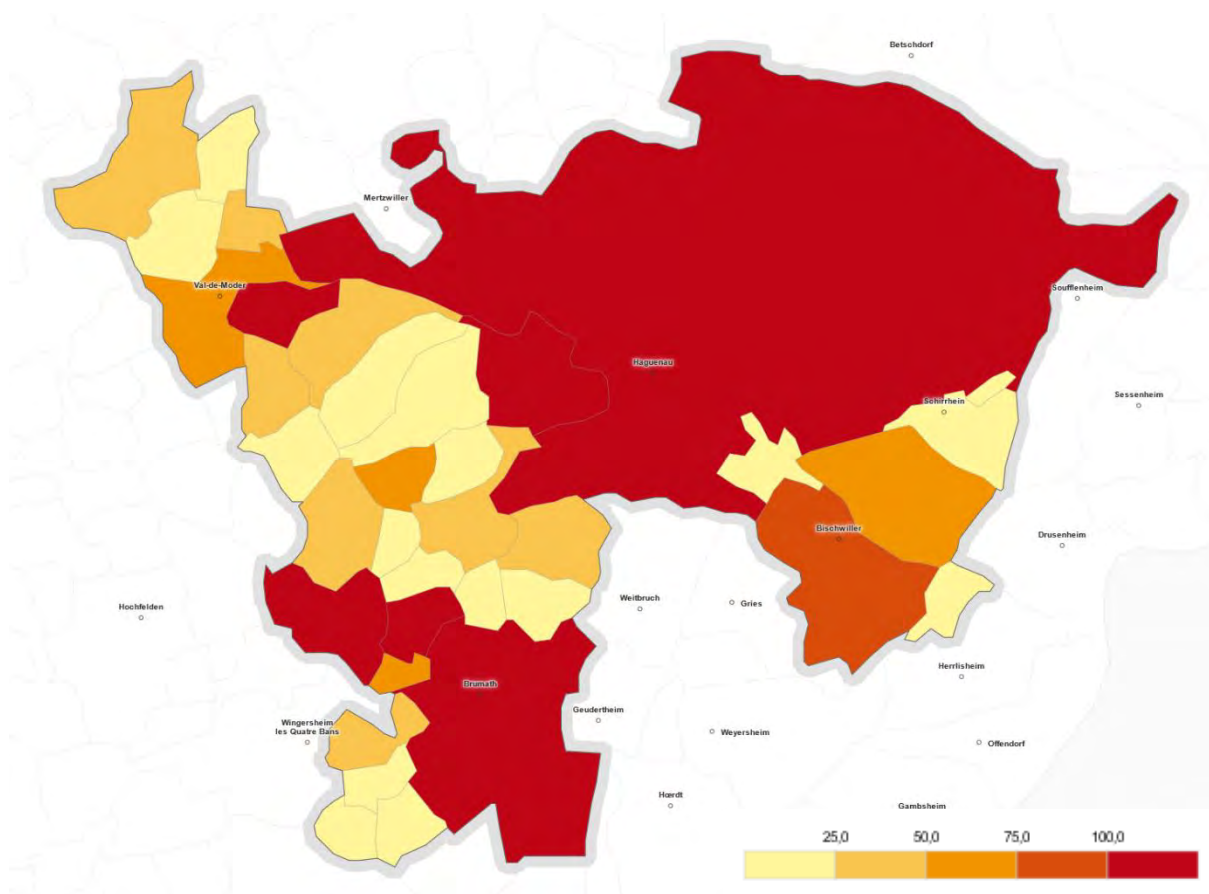 Betschdorf
Mertzwiller
Val-de-Moder
Soufflenheim
Haguenau
Sessenheim
Schirrhein
Bischwiller
Drusenheim
Hochfelden
Weitbruch
Gries
Herrlisheim
Brumath
Geudertheim
Wingersheim
les Quatre Bans
Weyersheim
Offendorf
Hœrdt
Gambsheim
25,0 50,0 75,0 100,0